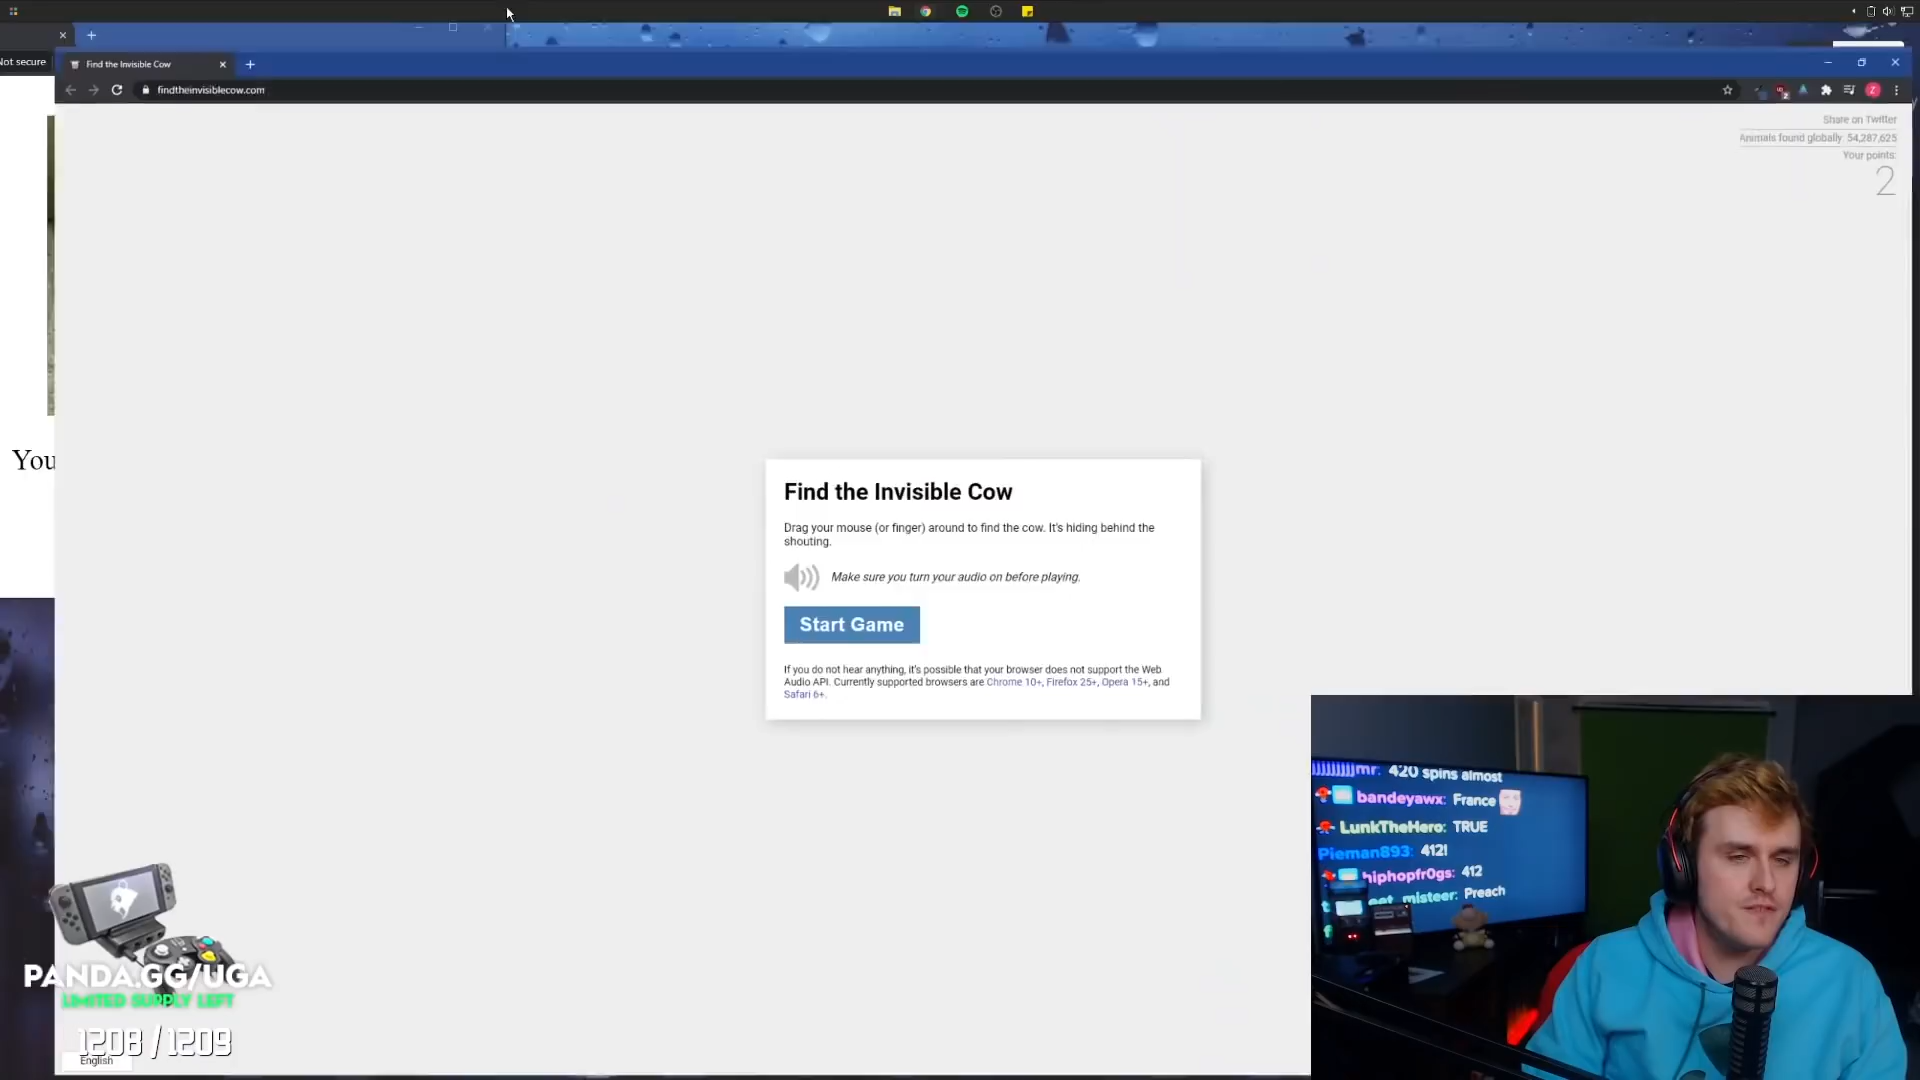 Not secure
Find the Invisible Cow
findtheinvisiblecow.com
Share on Twitter
Animals found globally: 54,287,625
Your points:
2
You
Find the Invisible Cow
Drag your mouse (or finger) around to find the cow. It's hiding behind the
shouting.
Make sure you turn your audio on before playing.
Start Game
If you do not hear anything, it's possible that your browser does not support the Web
Audio API. Currently supported browsers are Chrome 10+, Firefox 25+, Opera 15+, and
Safari 6+.
mr: 420 spins almost
bandeyawx: France
LunkTheHero: TRUE
Pieman893: 412!
hiphopfr0gs: 412
misteer: Preach
PANDA.GG/UGA
LIMITED SUPPLY LEFT
1208/1209
English